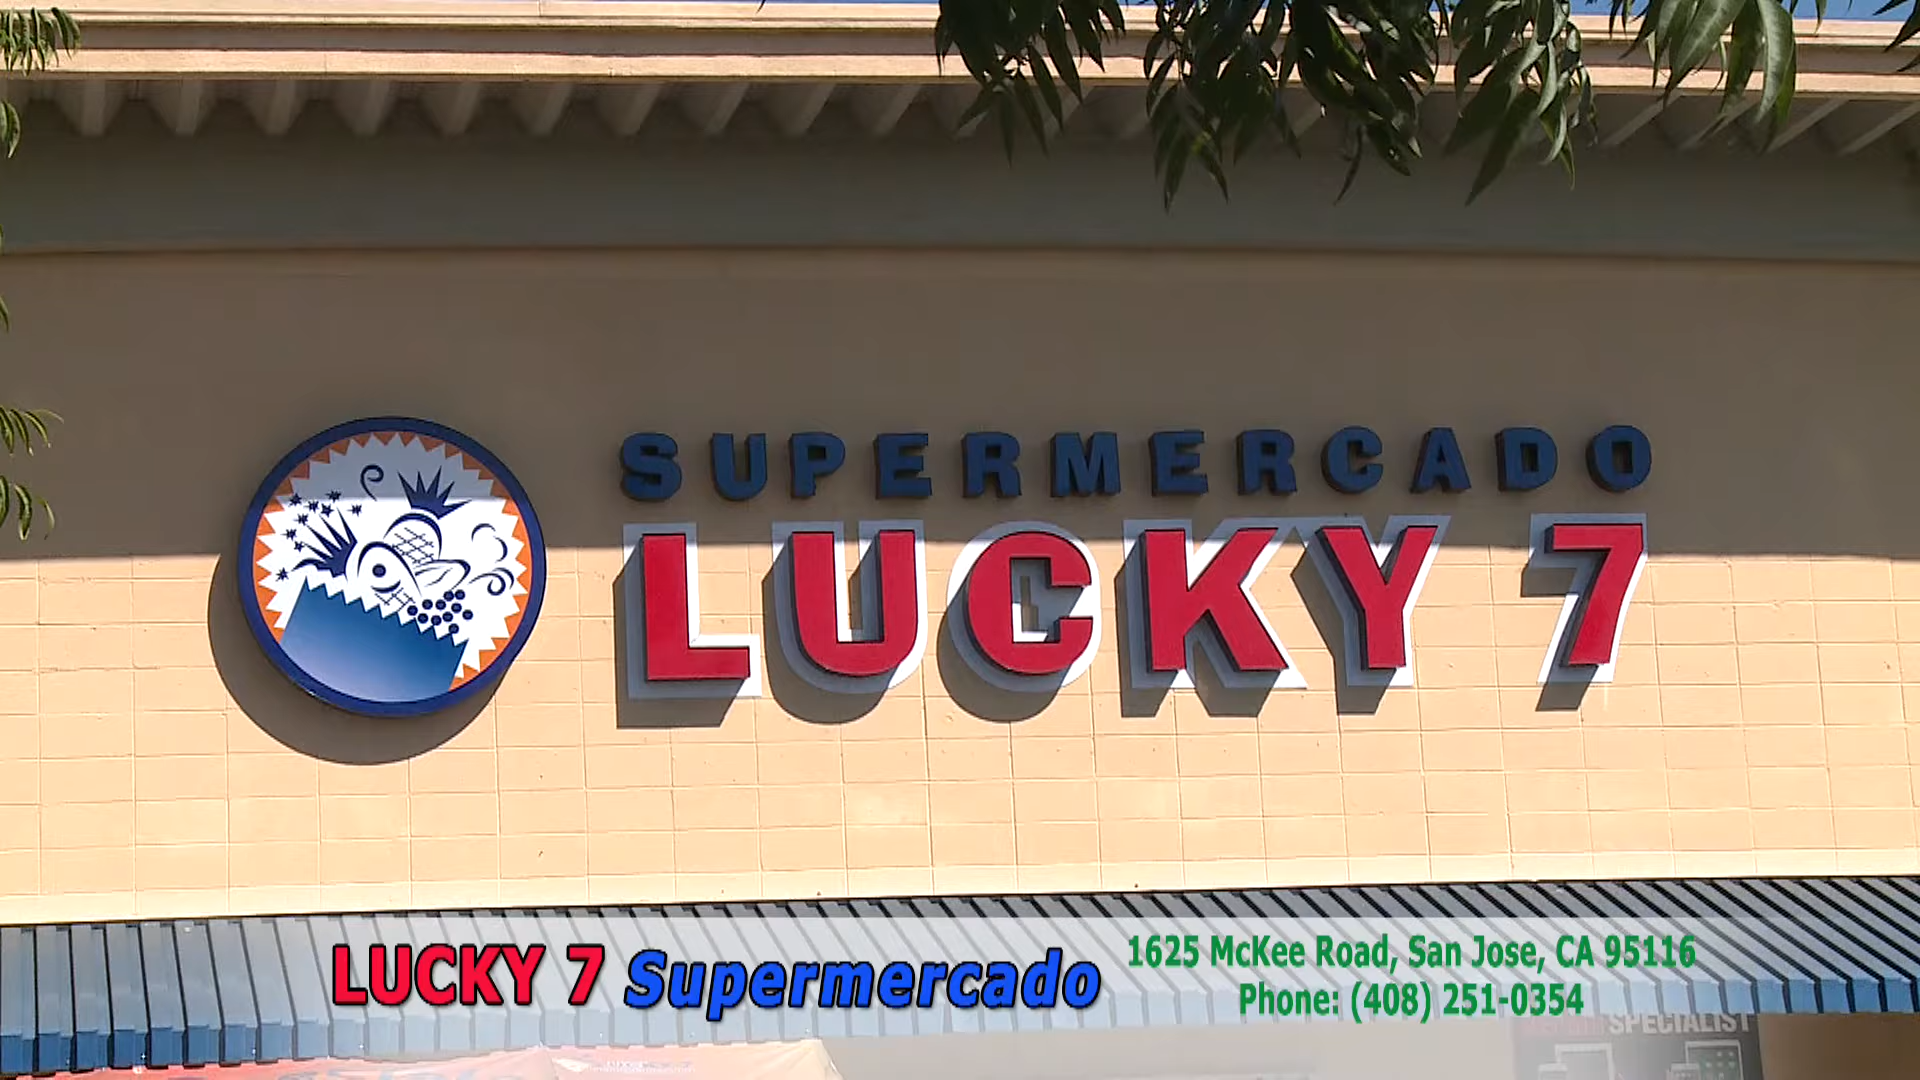 SUPERMERCADO
LUCKY 7
LUCKY 7 Supermercado
1625 McKee Road, San Jose, CA 95116
Phone: (408) 251-0354
SPECIALIST